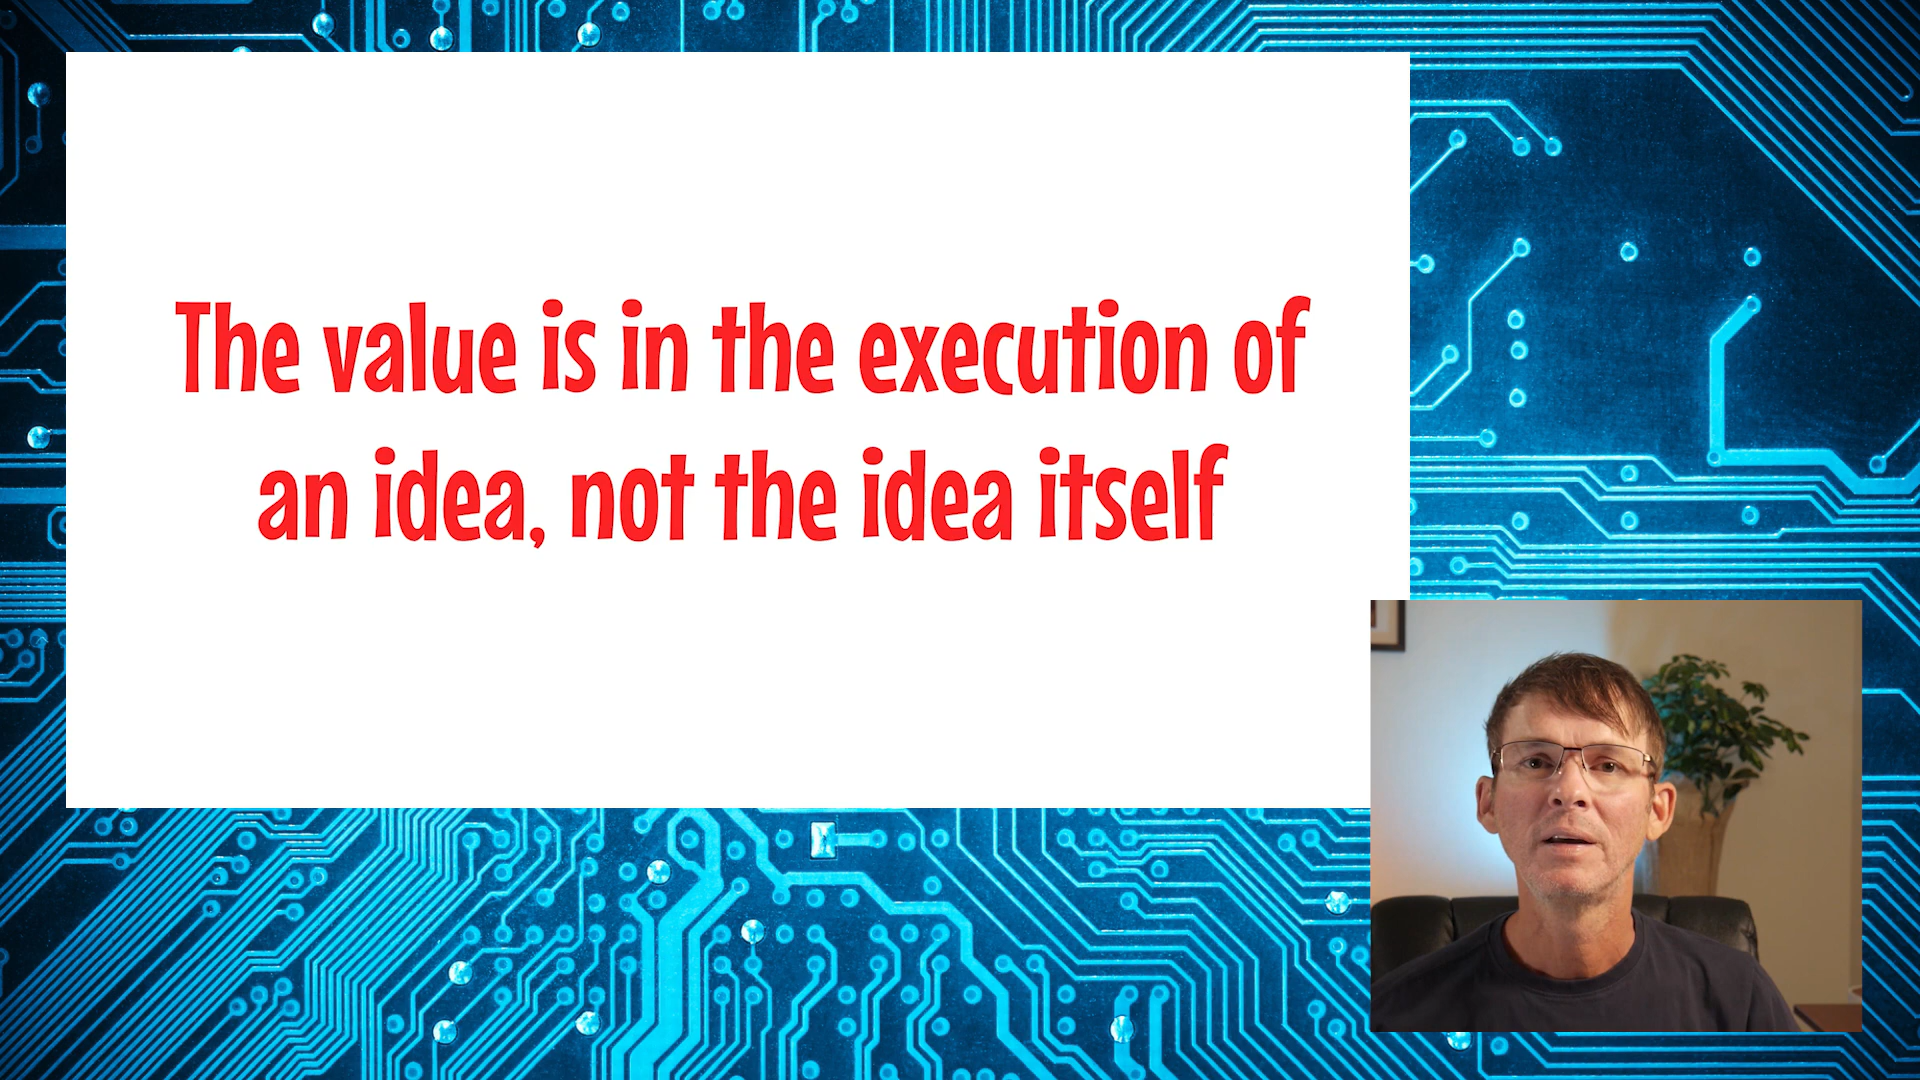 The value is in the execution of
an idea, not the idea itself